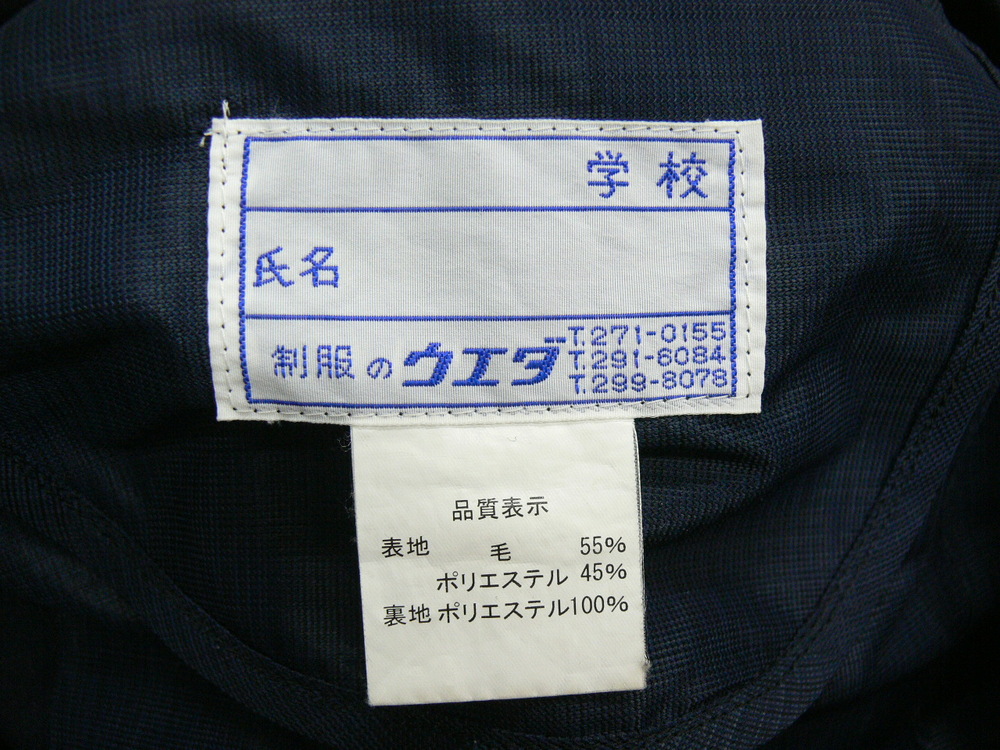 学校
氏名
制服のウエダ
T.271-0155
T.291-6084
T.299-8078
品質表示
表地 毛 55%
ポリエステル 45%
裏地 ポリエステル100%